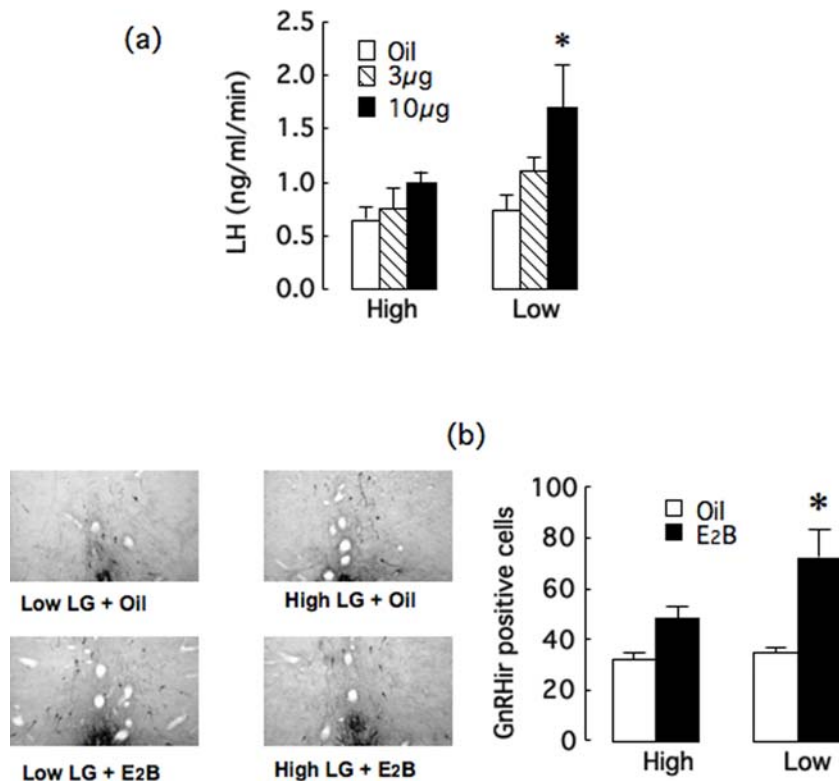 (a)
LH (ng/ml/min)
2.5
2.0
1.5
1.0
0.5
0.0
Oil
3µg
10µg
*
High
Low
(b)
Low LG + Oil
High LG + Oil
Low LG + E2B
High LG + E2B
GnRHir positive cells
100
80
60
40
20
0
Oil
E2B
*
High
Low